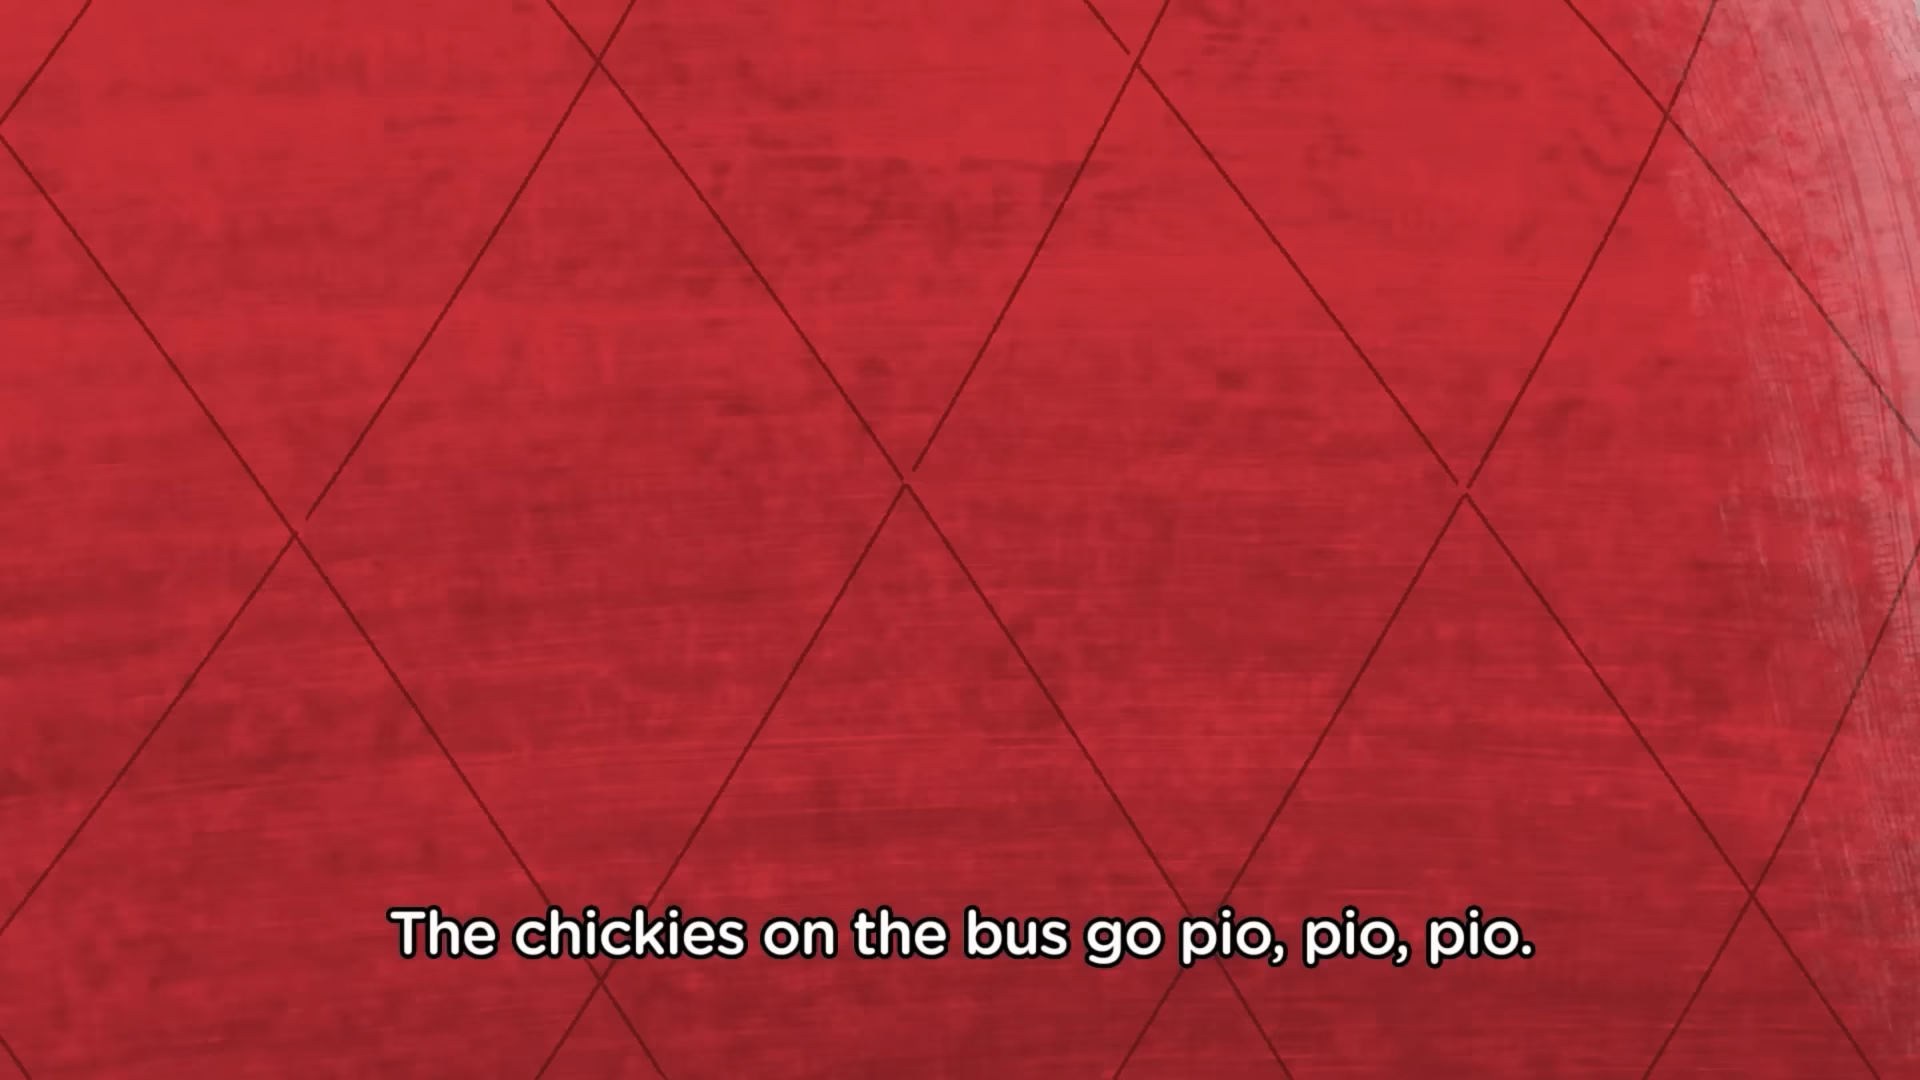 The chickies on the bus go pio, pio, pio.